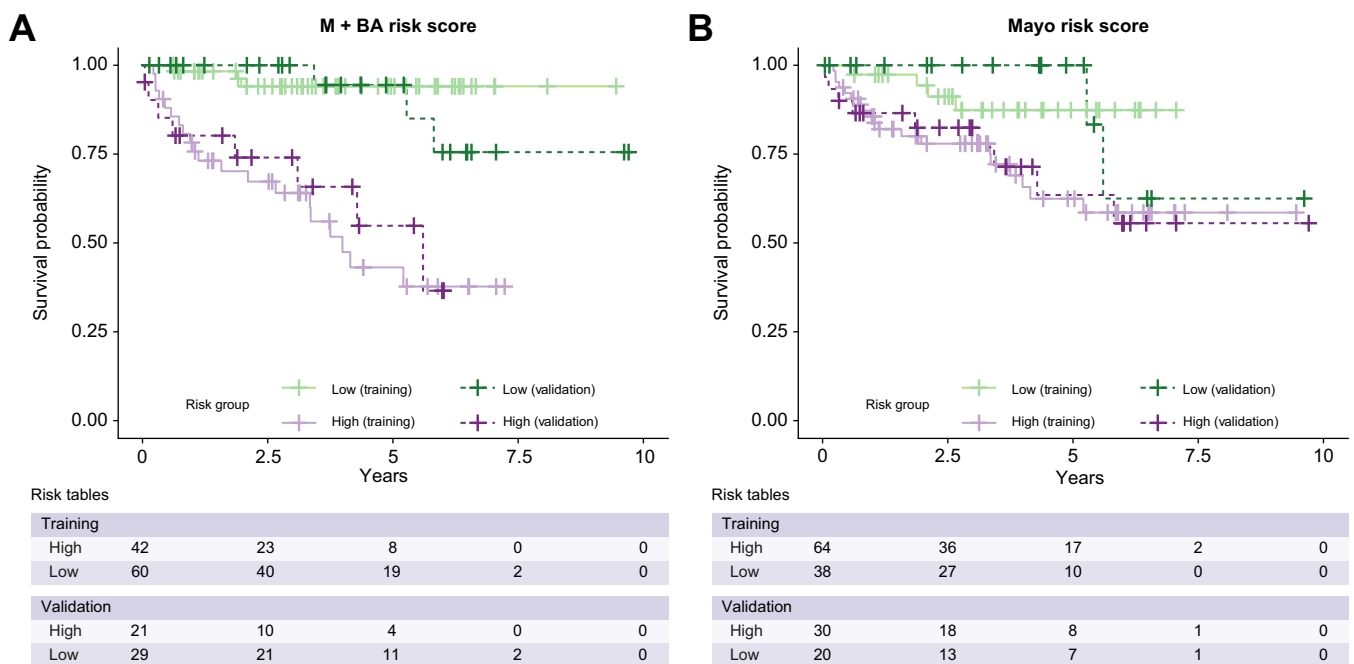 A
M + BA risk score
1.00
0.75
0.50
0.25
0.00
Survival probability
Risk group
Low (training)
Low (validation)
High (training)
High (validation)
0 2.5 5 7.5 10
Years
Risk tables
Training
High 42 23 8 0 0
Low 60 40 19 2 0
Validation
High 21 10 4 0 0
Low 29 21 11 2 0
B
Mayo risk score
1.00
0.75
0.50
0.25
0.00
Survival probability
Risk group
Low (training)
Low (validation)
High (training)
High (validation)
0 2.5 5 7.5 10
Years
Risk tables
Training
High 64 36 17 2 0
Low 38 27 10 0 0
Validation
High 30 18 8 1 0
Low 20 13 7 1 0